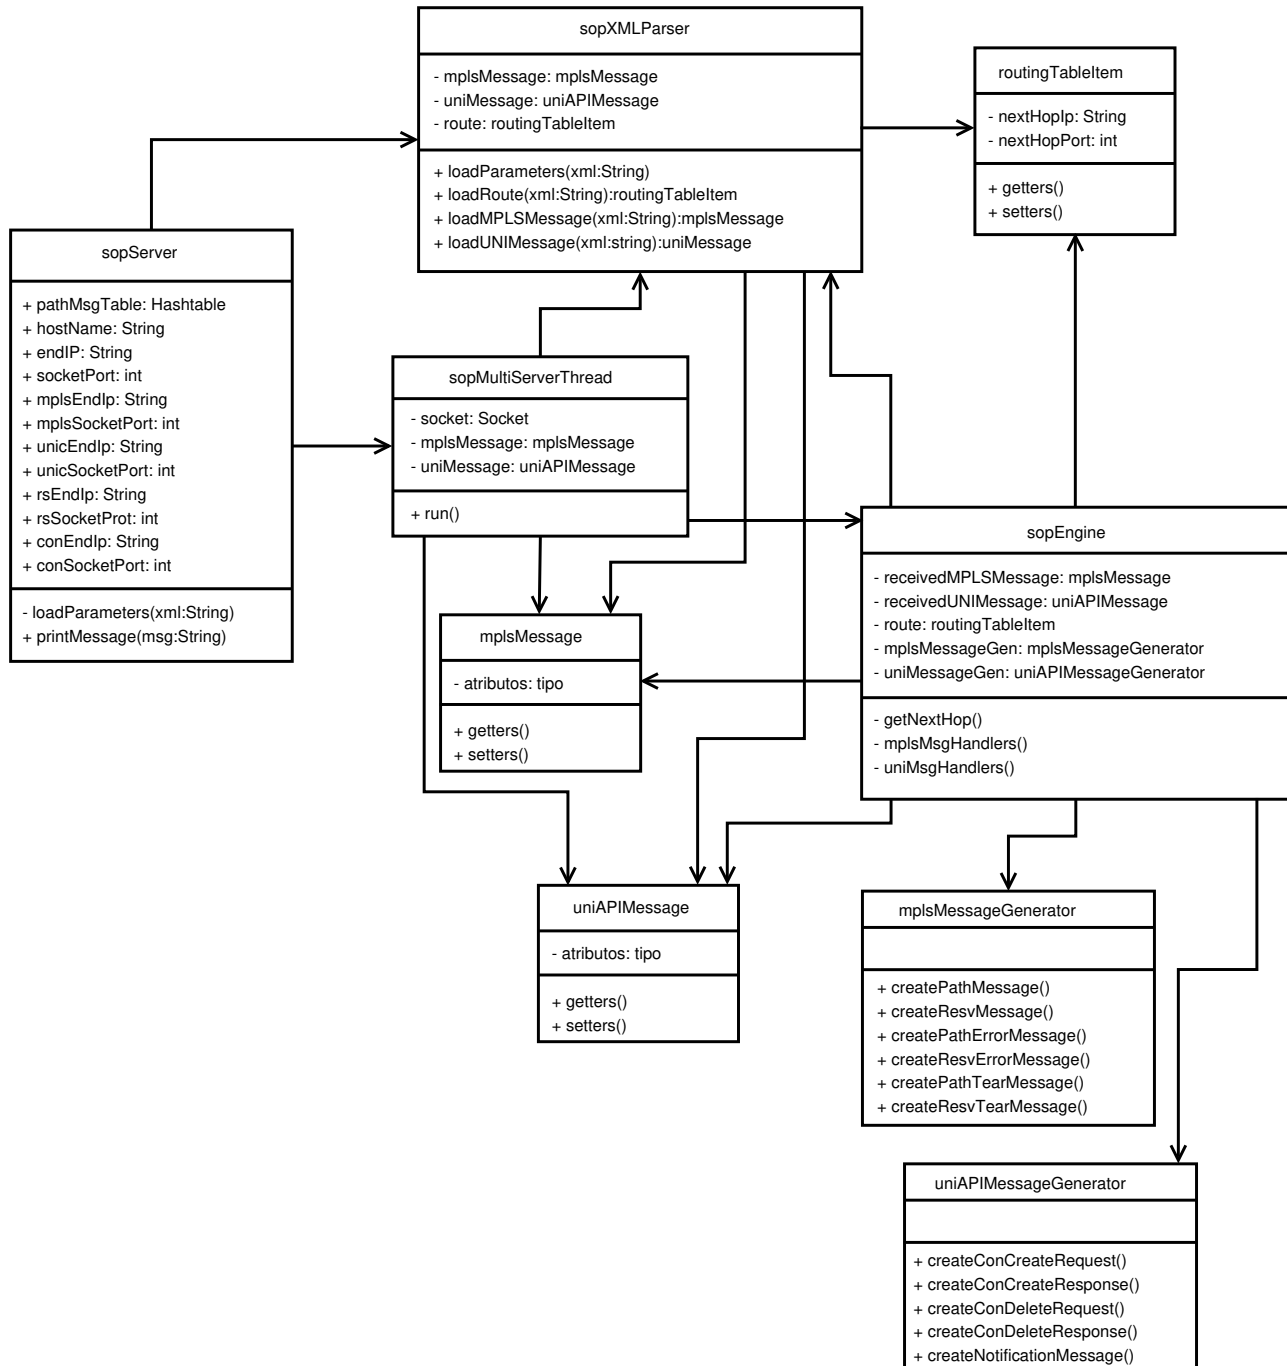 sopXMLParser
- mplsMessage: mplsMessage
- uniMessage: uniAPIMessage
- route: routingTableItem
+ loadParameters(xml:String)
+ loadRoute(xml:String):routingTableItem
+ loadMPLSMessage(xml:String):mplsMessage
+ loadUNIMessage(xml:string):uniMessage
routingTableItem
- nextHopIp: String
- nextHopPort: int
+ getters()
+ setters()
sopServer
+ pathMsgTable: Hashtable
+ hostName: String
+ endIP: String
+ socketPort: int
+ mplsEndIp: String
+ mplsSocketPort: int
+ unicEndIp: String
+ unicSocketPort: int
+ rsEndIp: String
+ rsSocketProt: int
+ conEndIp: String
+ conSocketPort: int
- loadParameters(xml:String)
+ printMessage(msg:String)
sopMultiServerThread
- socket: Socket
- mplsMessage: mplsMessage
- uniMessage: uniAPIMessage
+ run()
sopEngine
- receivedMPLSMessage: mplsMessage
- receivedUNIMessage: uniAPIMessage
- route: routingTableItem
- mplsMessageGen: mplsMessageGenerator
- uniMessageGen: uniAPIMessageGenerator
- getNextHop()
- mplsMsgHandlers()
- uniMsgHandlers()
mplsMessage
- atributos: tipo
+ getters()
+ setters()
uniAPIMessage
- atributos: tipo
+ getters()
+ setters()
mplsMessageGenerator
+ createPathMessage()
+ createResvMessage()
+ createPathErrorMessage()
+ createResvErrorMessage()
+ createPathTearMessage()
+ createResvTearMessage()
uniAPIMessageGenerator
+ createConCreateRequest()
+ createConCreateResponse()
+ createConDeleteRequest()
+ createConDeleteResponse()
+ createNotificationMessage()